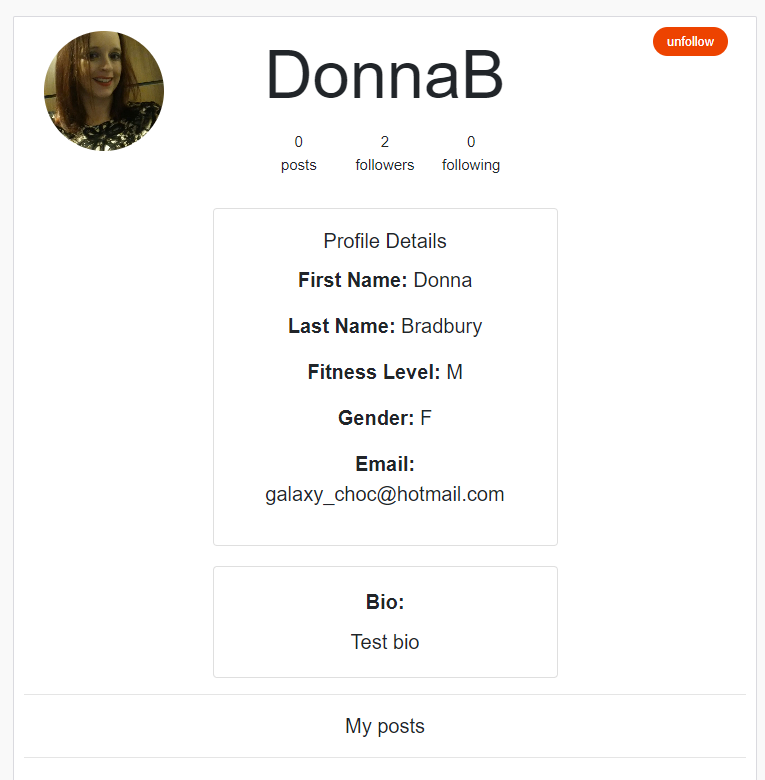 unfollow
DonnaB
0 2 0
posts followers following
Profile Details
First Name: Donna
Last Name: Bradbury
Fitness Level: M
Gender: F
Email:
galaxy_choc@hotmail.com
Bio:
Test bio
My posts